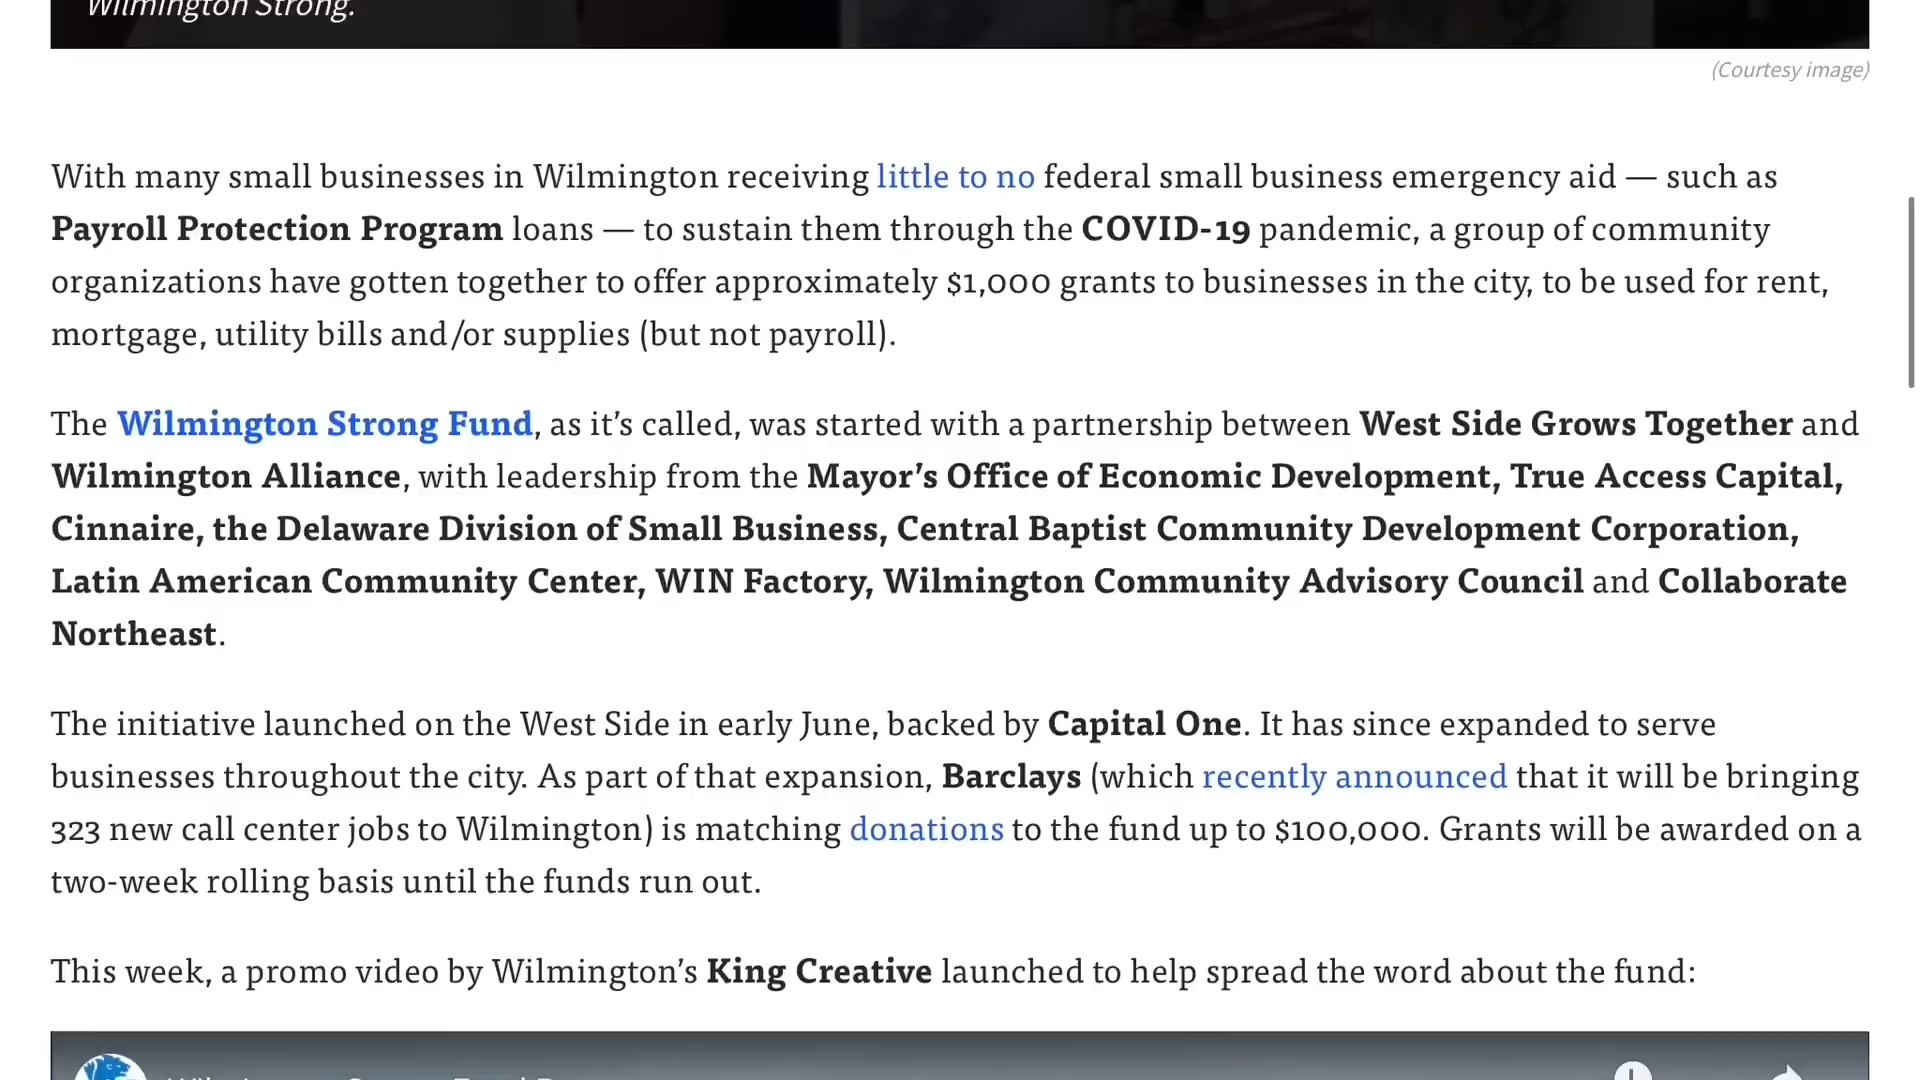 Wilmington Strong.
(Courtesy image)
With many small businesses in Wilmington receiving little to no federal small business emergency aid — such as
Payroll Protection Program loans — to sustain them through the COVID-19 pandemic, a group of community
organizations have gotten together to offer approximately $1,000 grants to businesses in the city, to be used for rent,
mortgage, utility bills and/or supplies (but not payroll).
The Wilmington Strong Fund, as it’s called, was started with a partnership between West Side Grows Together and
Wilmington Alliance, with leadership from the Mayor’s Office of Economic Development, True Access Capital,
Cinnaire, the Delaware Division of Small Business, Central Baptist Community Development Corporation,
Latin American Community Center, WIN Factory, Wilmington Community Advisory Council and Collaborate
Northeast.
The initiative launched on the West Side in early June, backed by Capital One. It has since expanded to serve
businesses throughout the city. As part of that expansion, Barclays (which recently announced that it will be bringing
323 new call center jobs to Wilmington) is matching donations to the fund up to $100,000. Grants will be awarded on a
two-week rolling basis until the funds run out.
This week, a promo video by Wilmington’s King Creative launched to help spread the word about the fund: